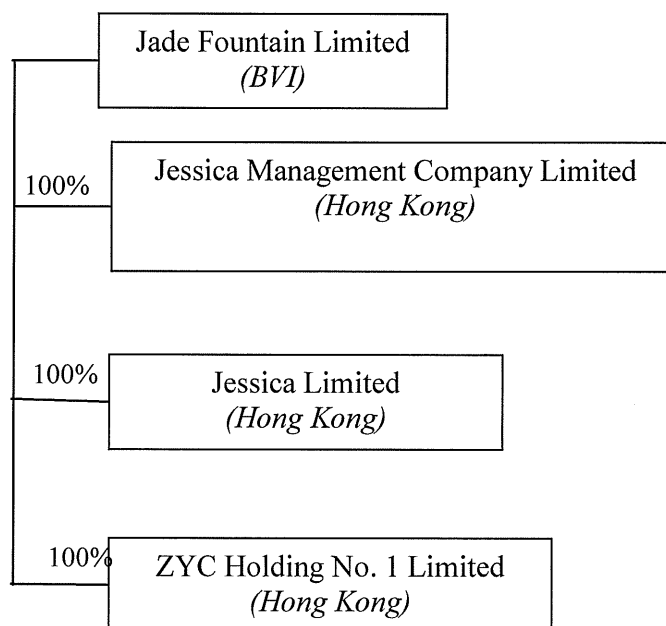 Jade Fountain Limited
(BVI)
100%
Jessica Management Company Limited
(Hong Kong)
100%
Jessica Limited
(Hong Kong)
100%
ZYC Holding No. 1 Limited
(Hong Kong)